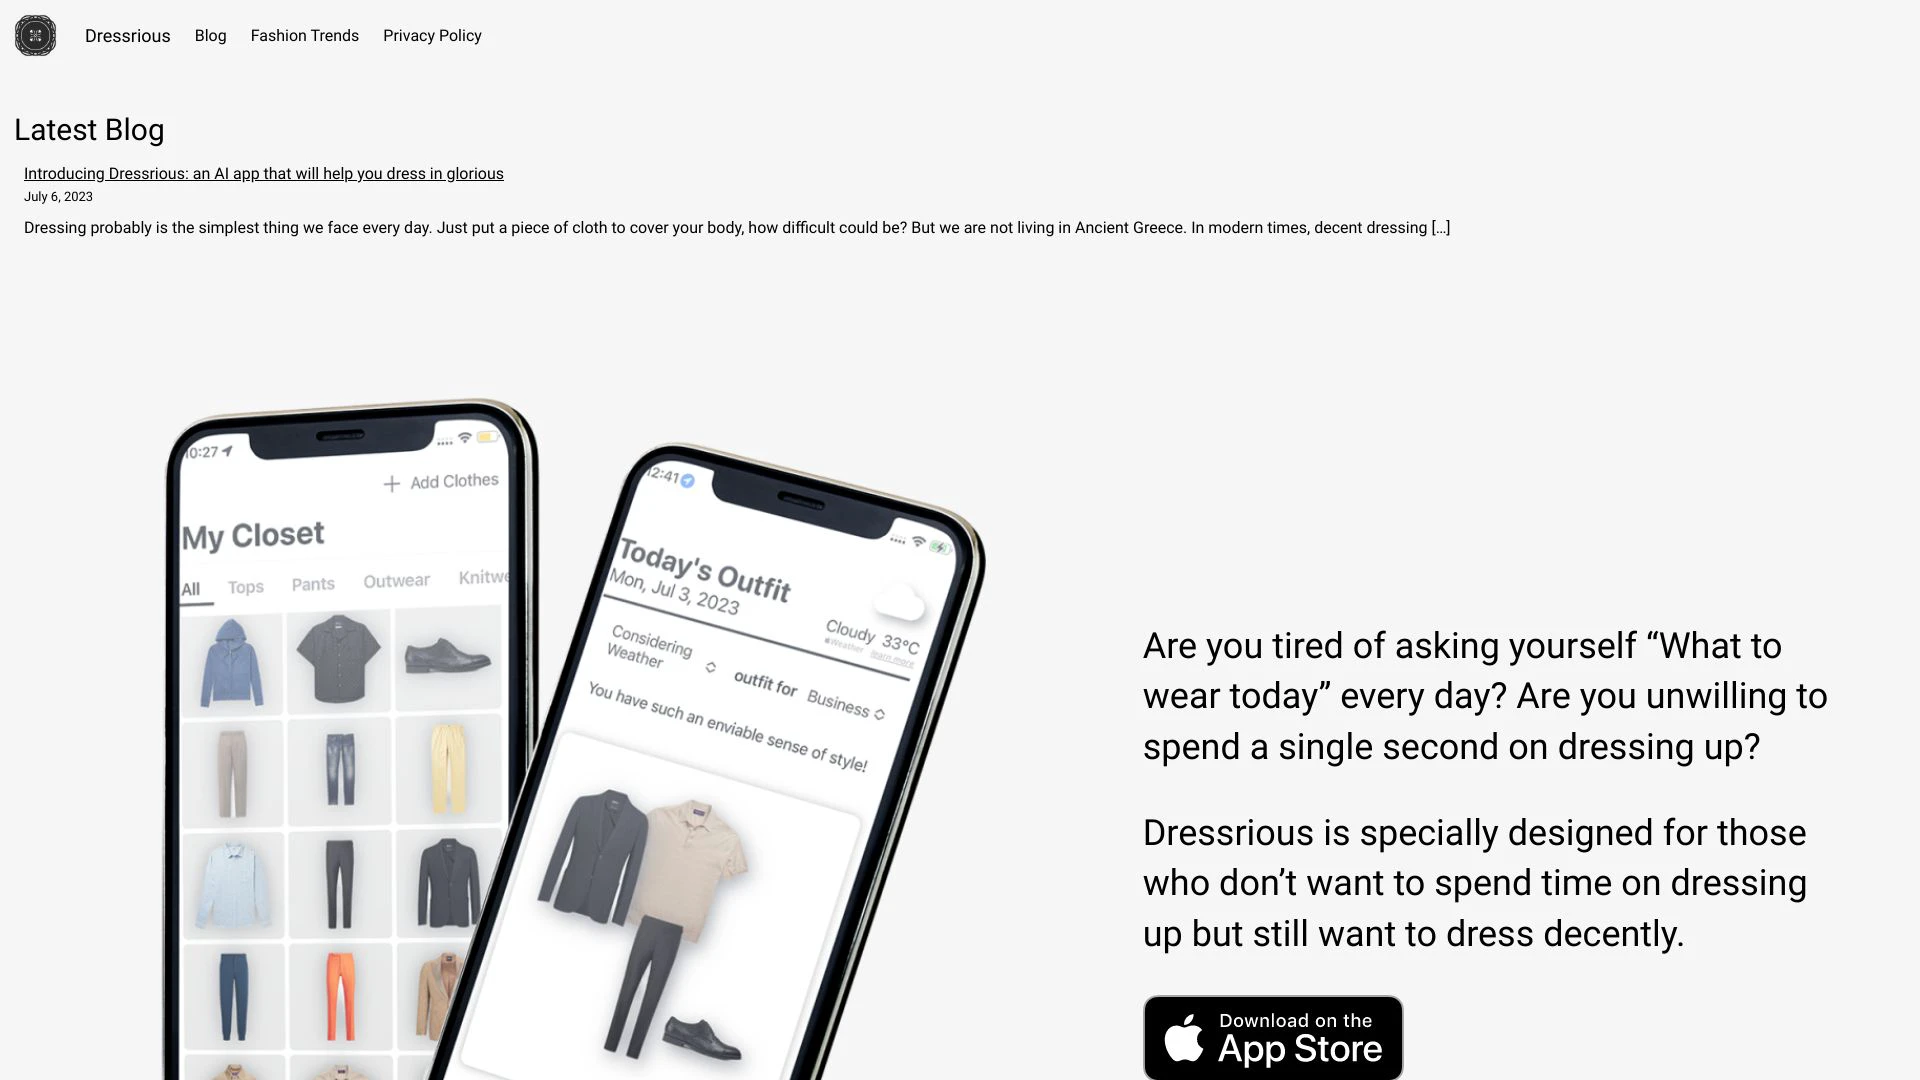 Dressrious Blog Fashion Trends Privacy Policy
Latest Blog
Introducing Dressrious: an AI app that will help you dress in glorious
July 6, 2023
Dressing probably is the simplest thing we face every day. Just put a piece of cloth to cover your body, how difficult could be? But we are not living in Ancient Greece. In modern times, decent dressing […]
10:27
+ Add Clothes
My Closet
All Tops Pants Outwear Knitwe
12:41
Today's Outfit
Mon, Jul 3, 2023
Cloudy 33°C
Weather learn more
Considering
Weather
outfit for Business
You have such an enviable sense of style!
Are you tired of asking yourself “What to
wear today” every day? Are you unwilling to
spend a single second on dressing up?
Dressrious is specially designed for those
who don’t want to spend time on dressing
up but still want to dress decently.
Download on the
App Store